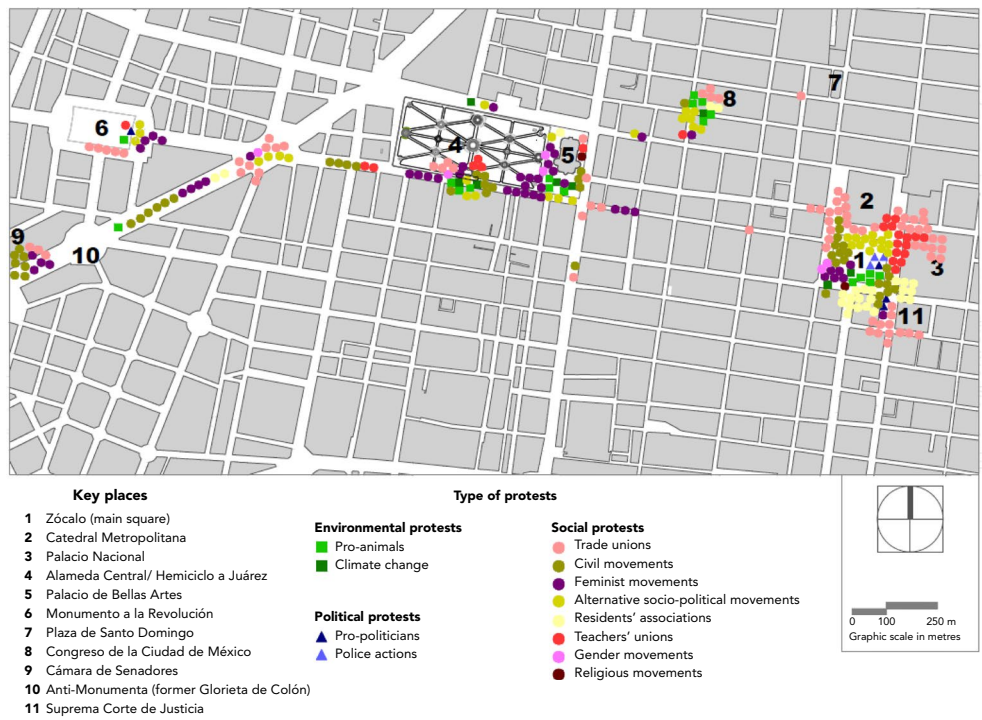 6
4
5
8
7
9
10
2
1
3
11
Key places
1 Zócalo (main square)
2 Catedral Metropolitana
3 Palacio Nacional
4 Alameda Central/ Hemiciclo a Juárez
5 Palacio de Bellas Artes
6 Monumento a la Revolución
7 Plaza de Santo Domingo
8 Congreso de la Ciudad de México
9 Cámara de Senadores
10 Anti-Monumenta (former Glorieta de Colón)
11 Suprema Corte de Justicia
Type of protests
Environmental protests
Pro-animals
Climate change
Political protests
Pro-politicians
Police actions
Social protests
Trade unions
Civil movements
Feminist movements
Alternative socio-political movements
Residents’ associations
Teachers’ unions
Gender movements
Religious movements
0 100 250 m
Graphic scale in metres